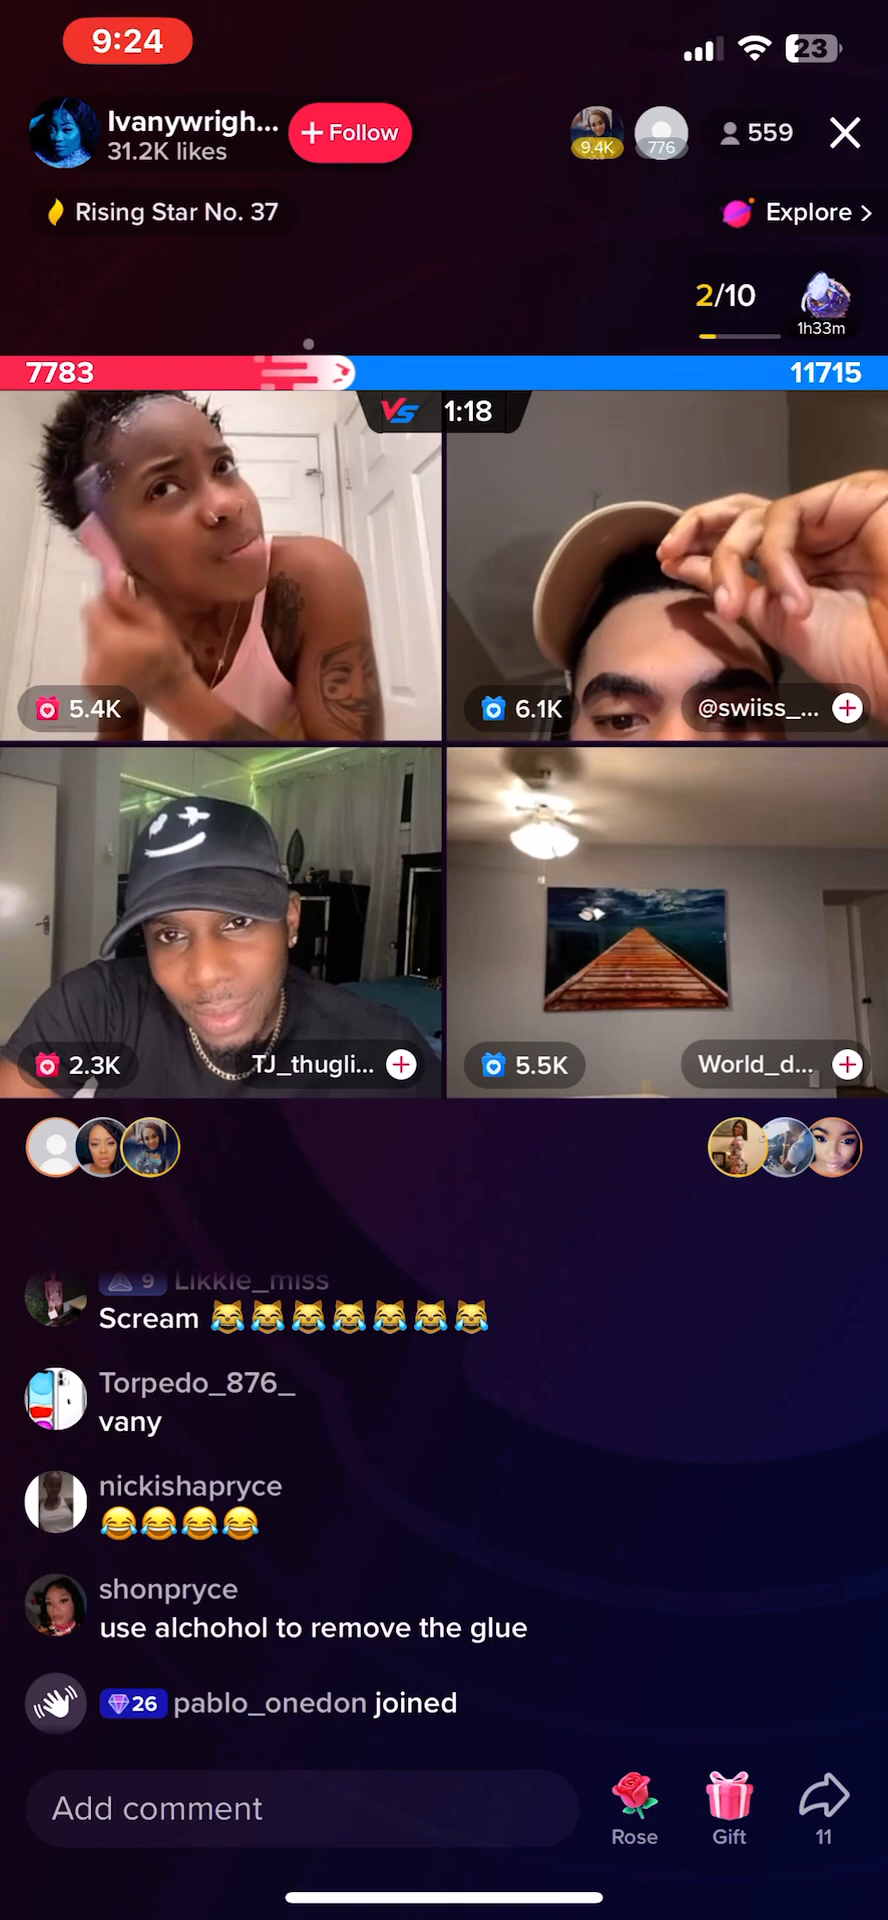 9:24
23
Ivanywrigh...
+ Follow
31.2K likes
9.4K
776
559
Rising Star No. 37
Explore >
2/10
1h33m
7783
11715
VS 1:18
5.4K
6.1K
@swiiss_...
2.3K
TJ_thugli...
5.5K
World_d...
9 Likkle_miss
Scream 😹😹😹😹😹😹😹
Torpedo_876_
vany
nickishapryce
😂😂😂😂
shonpryce
use alchohol to remove the glue
26 pablo_onedon joined
Add comment
Rose
Gift
11